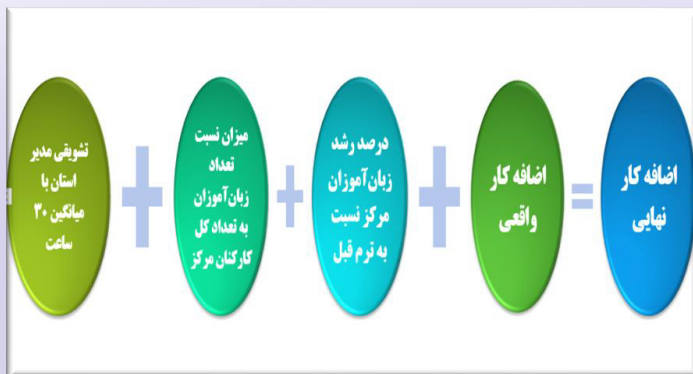 اضافه کار
نهایی
=
اضافه کار
واقعی
+
درصد رشد
زبان‌آموزان
مرکز نسبت
به ترم قبل
+
میزان نسبت
تعداد
زبان‌آموزان
به تعداد کل
کارکنان مرکز
+
تشویقی مدیر
استان با
میانگین ۳۰
ساعت